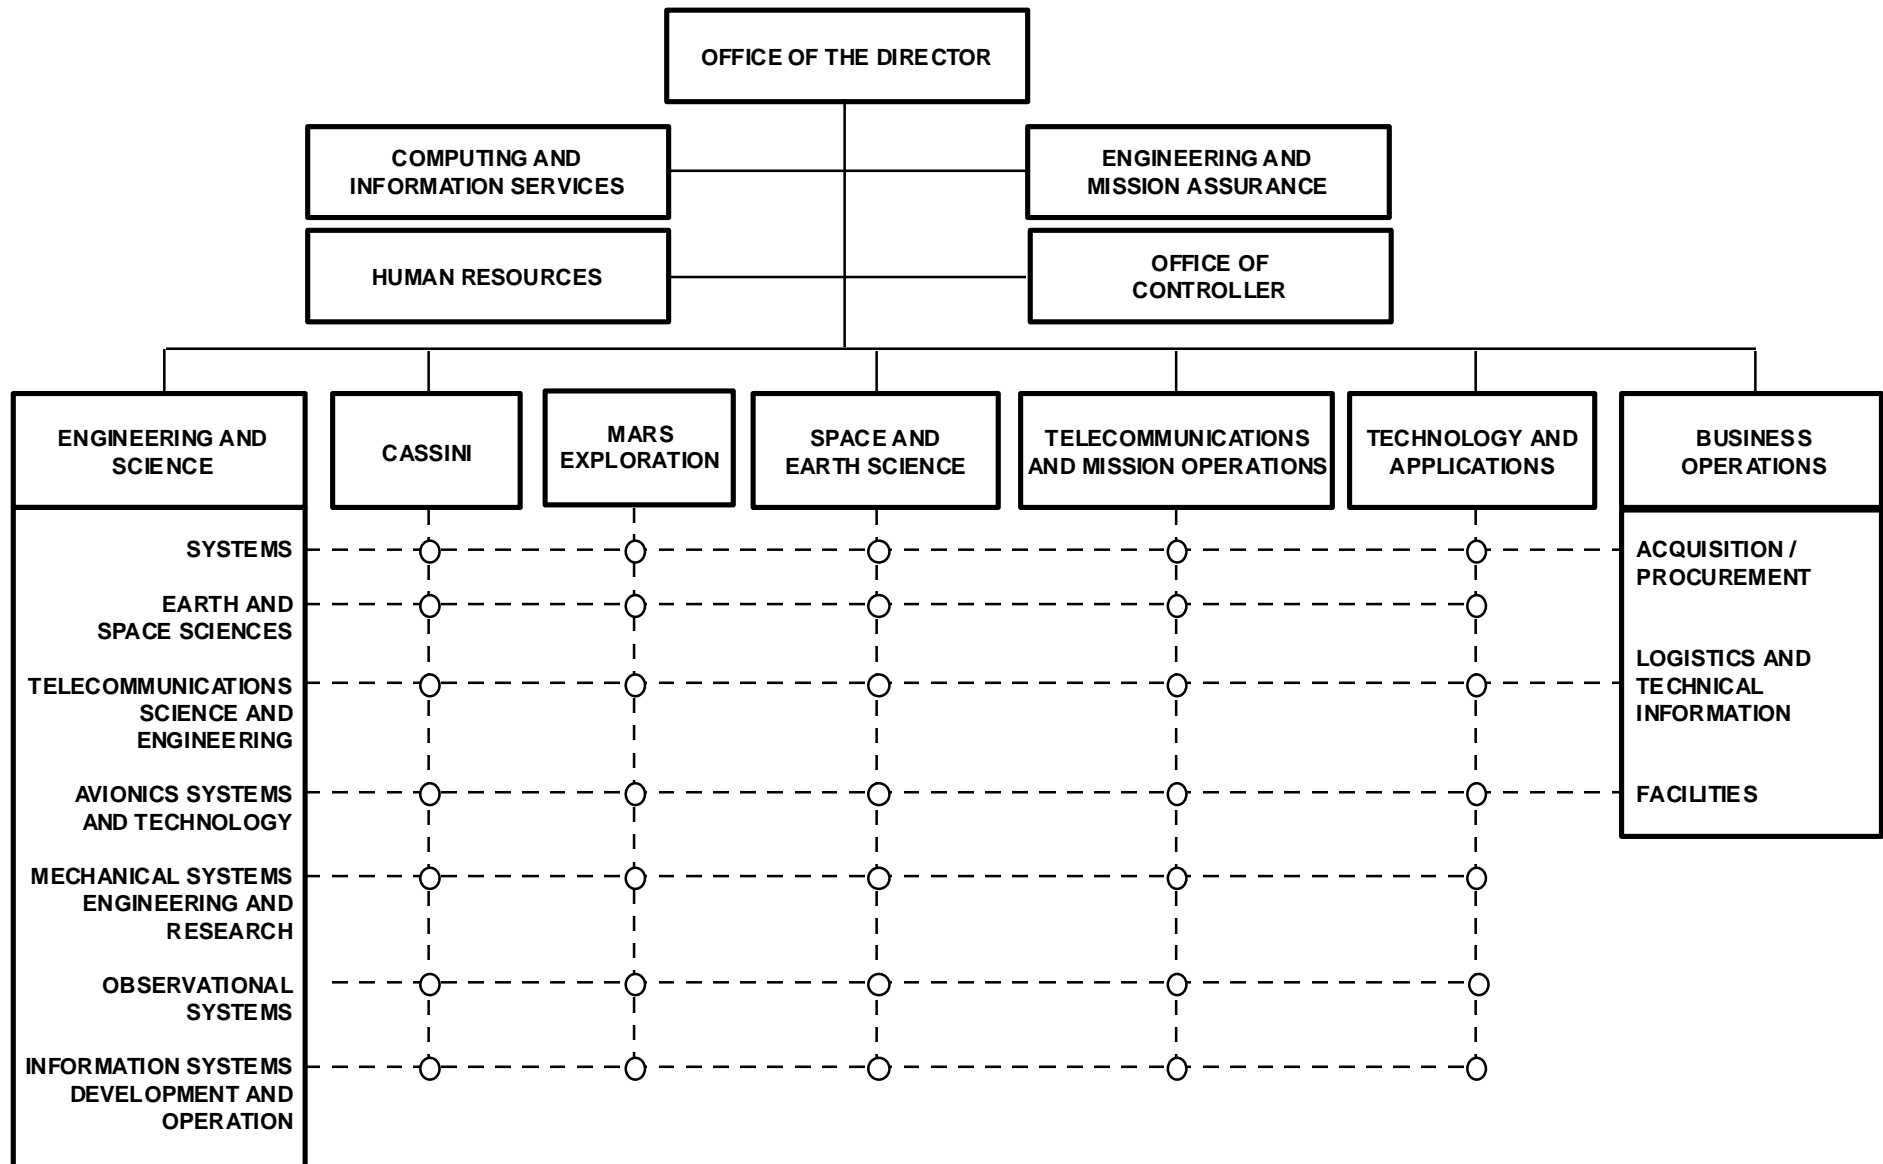 OFFICE OF THE DIRECTOR
COMPUTING AND
INFORMATION SERVICES
ENGINEERING AND
MISSION ASSURANCE
HUMAN RESOURCES
OFFICE OF
CONTROLLER
ENGINEERING AND
SCIENCE
CASSINI
MARS
EXPLORATION
SPACE AND
EARTH SCIENCE
TELECOMMUNICATIONS
AND MISSION OPERATIONS
TECHNOLOGY AND
APPLICATIONS
BUSINESS
OPERATIONS
SYSTEMS
EARTH AND
SPACE SCIENCES
TELECOMMUNICATIONS
SCIENCE AND
ENGINEERING
AVIONICS SYSTEMS
AND TECHNOLOGY
MECHANICAL SYSTEMS
ENGINEERING AND
RESEARCH
OBSERVATIONAL
SYSTEMS
INFORMATION SYSTEMS
DEVELOPMENT AND
OPERATION
ACQUISITION /
PROCUREMENT
LOGISTICS AND
TECHNICAL
INFORMATION
FACILITIES